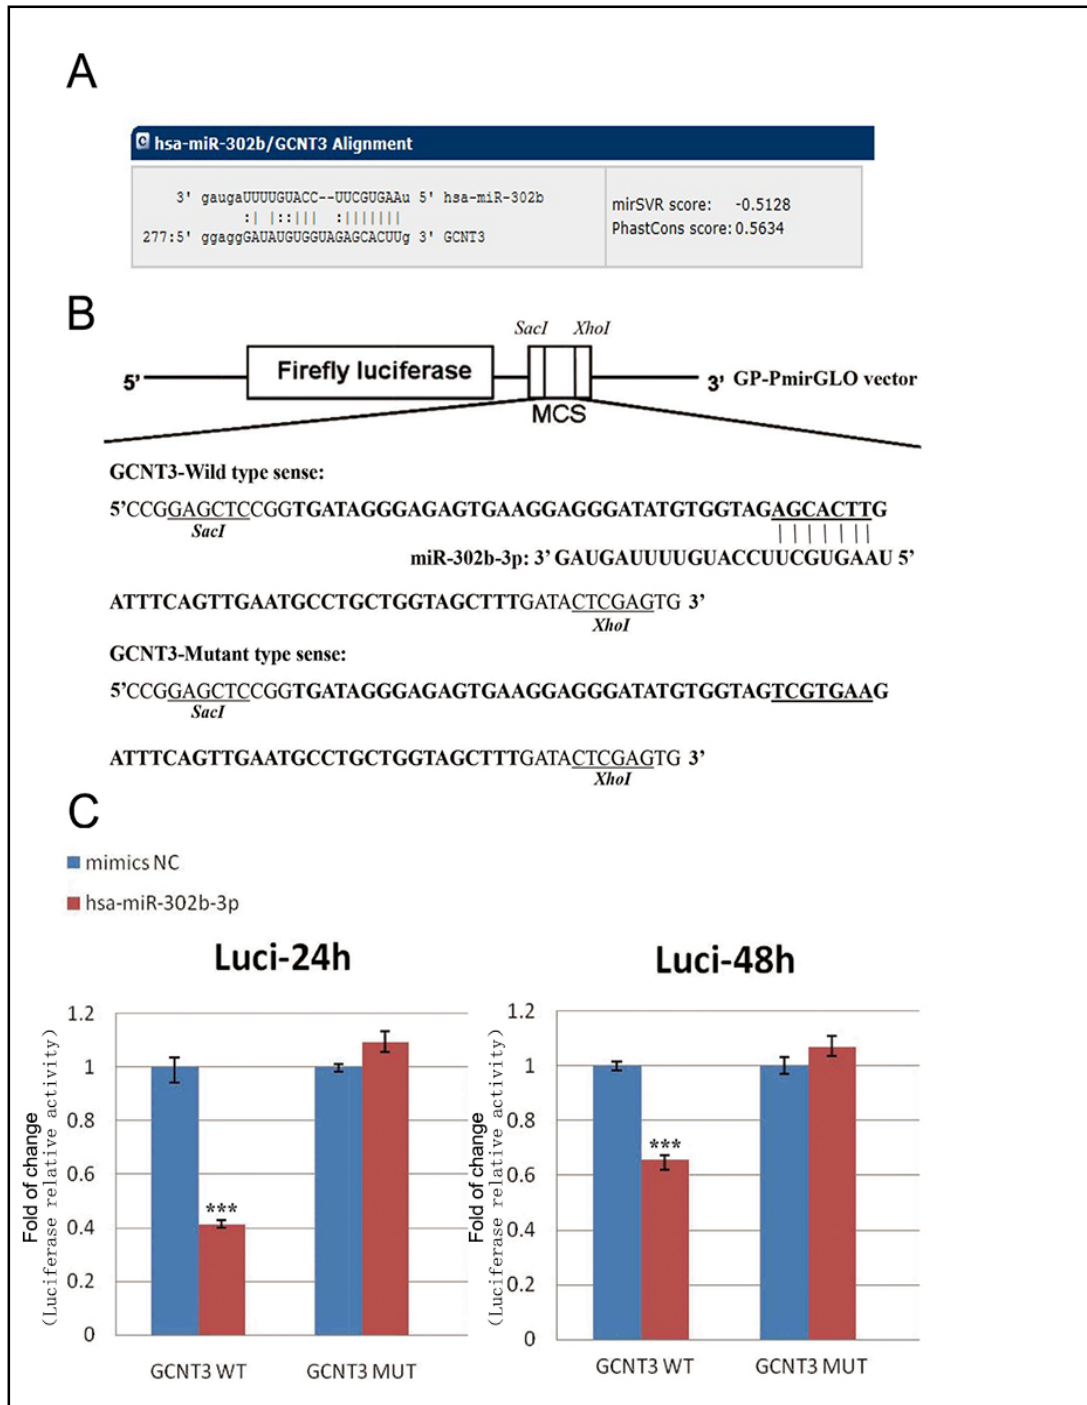 A
hsa-miR-302b/GCNT3 Alignment
3' gaugaUUUUGUACC--UUCGUGAAu 5' hsa-miR-302b
:| |::||| :|||||||
277:5' ggaggGAUAUGUGGUAGAGCACUUg 3' GCNT3
mirSVR score: -0.5128
PhastCons score: 0.5634
B
SacI XhoI
5' Firefly luciferase 3' GP-PmirGLO vector
MCS
GCNT3-Wild type sense:
5'CCGGAGCTCCGGTGATAGGGAGAGTGAAGGAGGGATATGTGGTAGAGCACTTG
SacI
miR-302b-3p: 3' GAUGAUUUUGUACCUUCGUGAAU 5'
ATTTCAGTTGAATGCCTGCTGGTAGCTTTGATACTCGAGTG 3'
XhoI
GCNT3-Mutant type sense:
5'CCGGAGCTCCGGTGATAGGGAGAGTGAAGGAGGGATATGTGGTAGTCGTGAAG
SacI
ATTTCAGTTGAATGCCTGCTGGTAGCTTTGATACTCGAGTG 3'
XhoI
C
mimics NC
hsa-miR-302b-3p
Luci-24h
Fold of change
(Luciferase relative activity)
1.2
1
0.8
0.6
0.4
0.2
0
***
GCNT3 WT GCNT3 MUT
Luci-48h
Fold of change
(Luciferase relative activity)
1.2
1
0.8
0.6
0.4
0.2
0
***
GCNT3 WT GCNT3 MUT